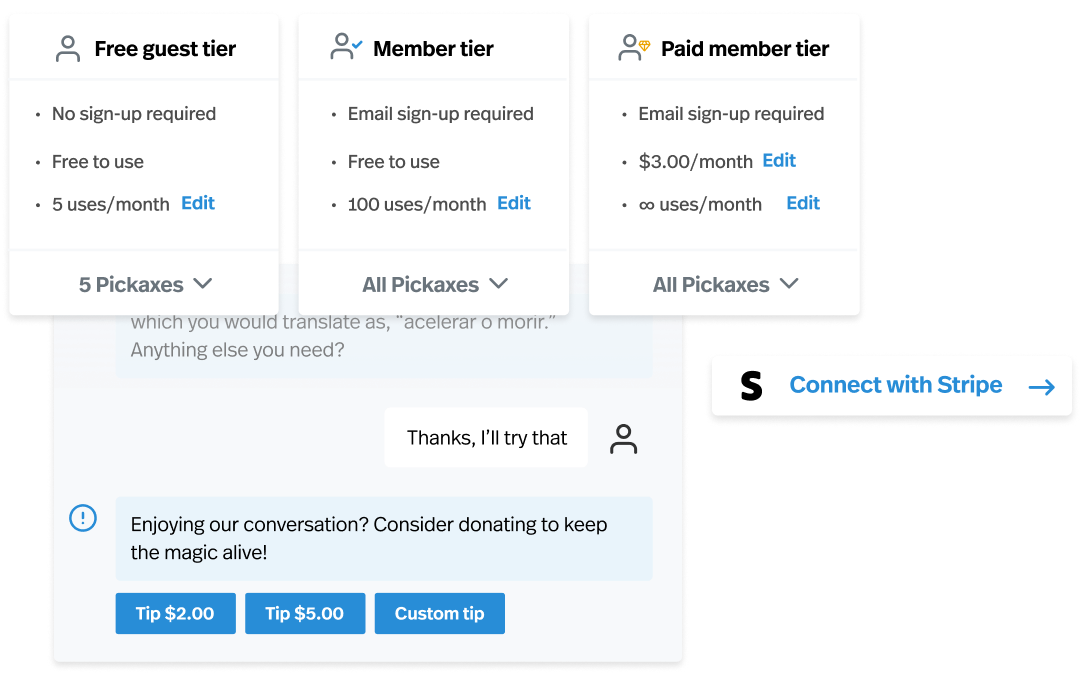 Free guest tier
• No sign-up required
• Free to use
• 5 uses/month Edit
5 Pickaxes
Member tier
• Email sign-up required
• Free to use
• 100 uses/month Edit
All Pickaxes
Paid member tier
• Email sign-up required
• $3.00/month Edit
• ∞ uses/month Edit
All Pickaxes
which you would translate as, “acelerar o morir.”
Anything else you need?
S Connect with Stripe →
Thanks, I’ll try that
Enjoying our conversation? Consider donating to keep
the magic alive!
Tip $2.00 Tip $5.00 Custom tip